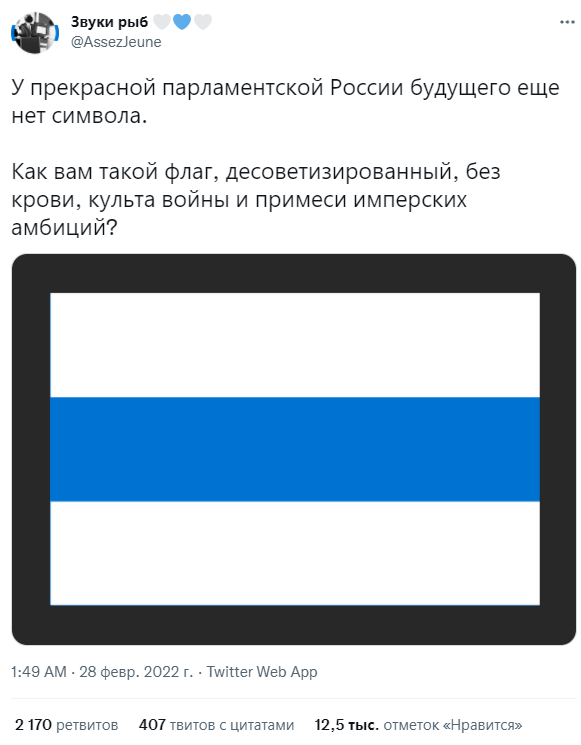 Звуки рыб 🤍💙🤍
@AssezJeune
У прекрасной парламентской России будущего еще
нет символа.
Как вам такой флаг, десоветизированный, без
крови, культа войны и примеси имперских
амбиций?
1:49 AM · 28 февр. 2022 г. · Twitter Web App
2 170 ретвитов 407 твитов с цитатами 12,5 тыс. отметок «Нравится»